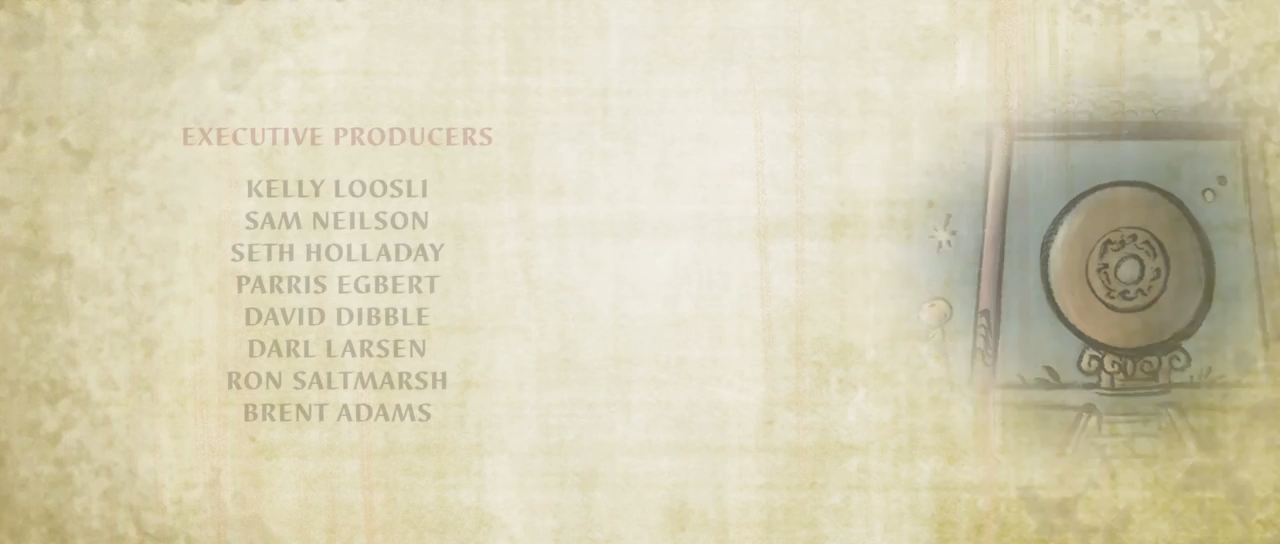 EXECUTIVE PRODUCERS
KELLY LOOSLI
SAM NEILSON
SETH HOLLADAY
PARRIS EGBERT
DAVID DIBBLE
DARL LARSEN
RON SALTMARSH
BRENT ADAMS